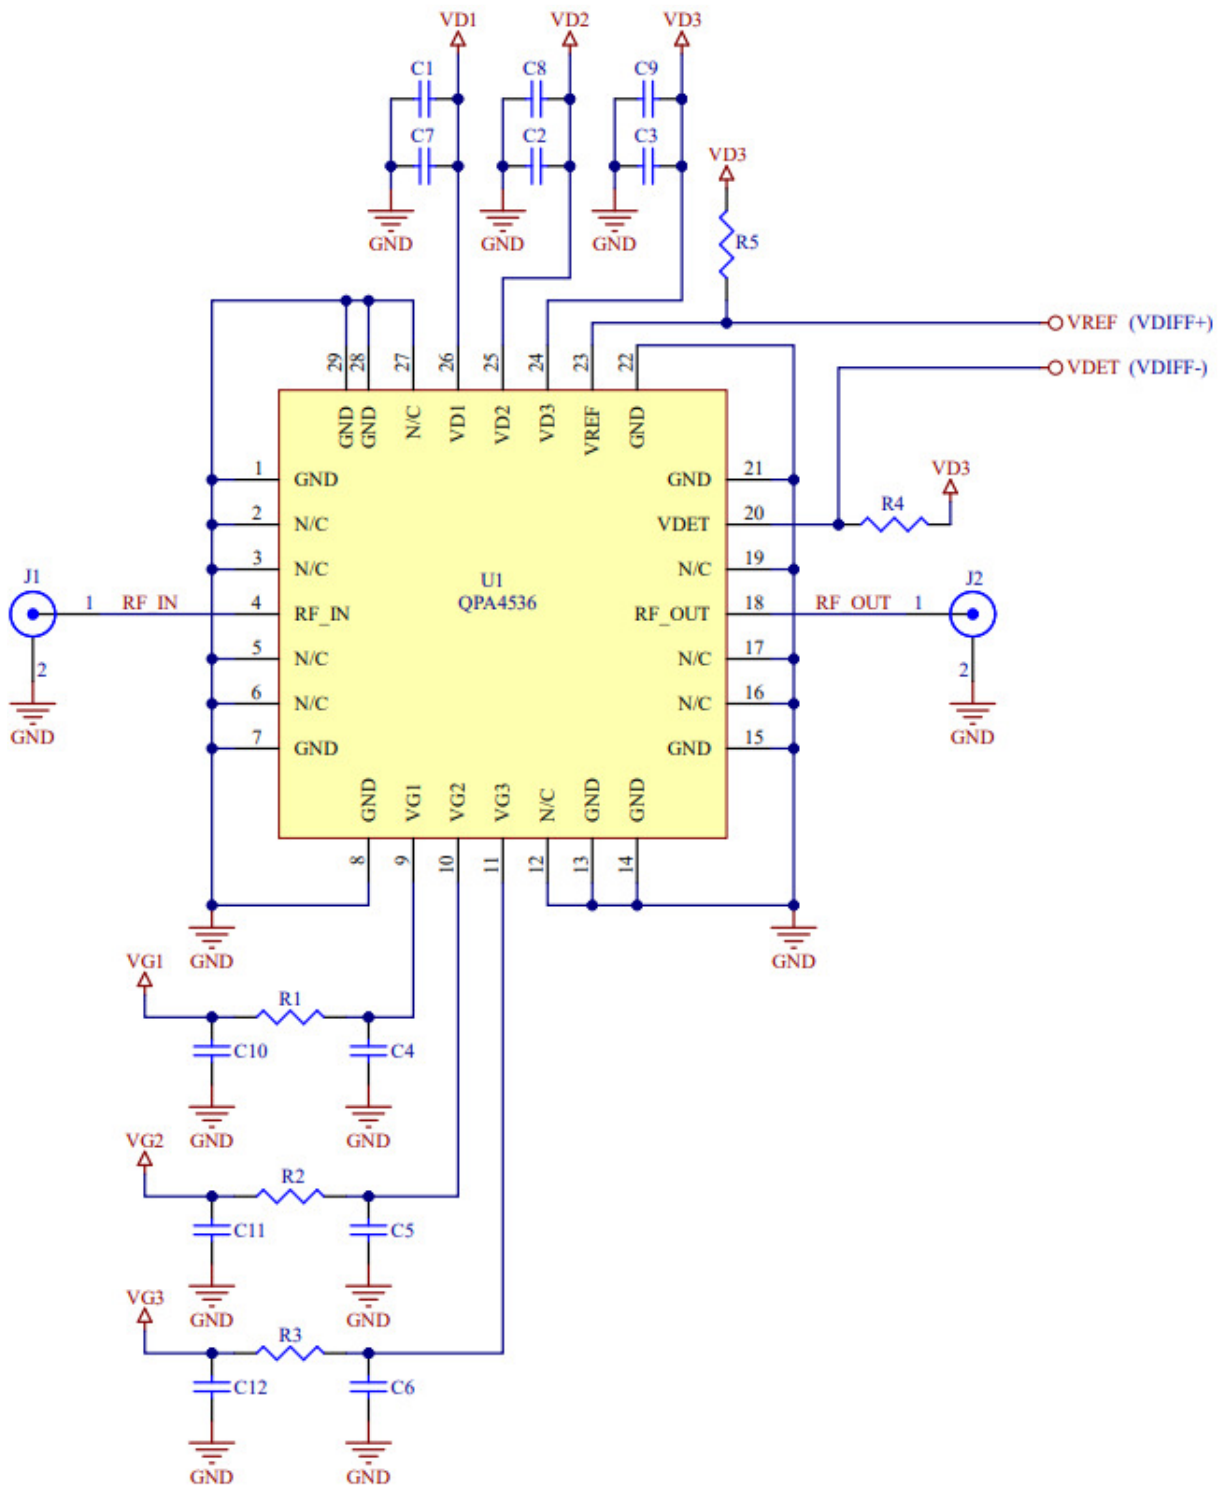 VD1 VD2 VD3
C1 C8 C9
C7 C2 C3
VD3
GND GND GND
R5
VREF (VDIFF+)
VDET (VDIFF-)
29 28 27 26 25 24 23 22
GND GND N/C VD1 VD2 VD3 VREF GND
1 GND GND 21
VD3
R4
2 N/C VDET 20
3 N/C N/C 19
U1
QPA4536
J1 J2
1 RF_IN 4 RF_IN RF_OUT 18 RF_OUT 1
5 N/C N/C 17
2 2
6 N/C N/C 16
GND GND
7 GND GND 15
GND VG1 VG2 VG3 N/C GND GND
8 9 10 11 12 13 14
GND GND
VG1
R1
C10 C4
GND GND
VG2
R2
C11 C5
GND GND
VG3
R3
C12 C6
GND GND